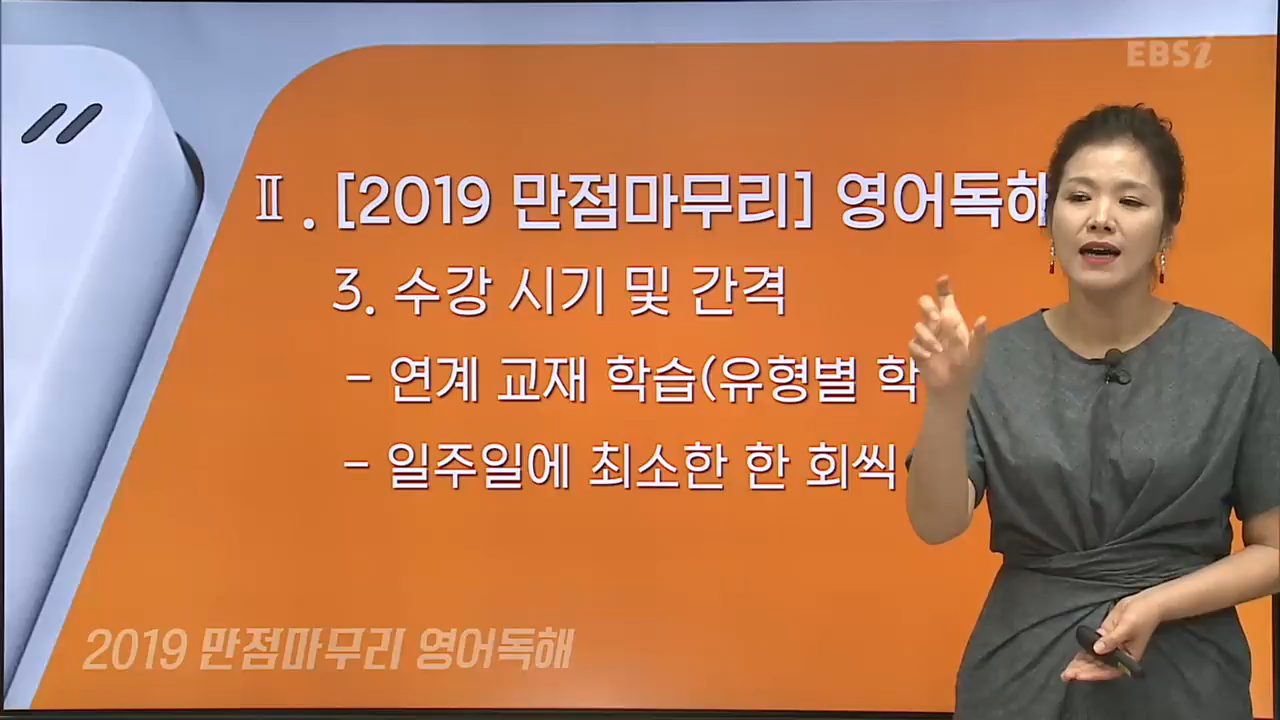 EBSi
Ⅱ. [2019 만점마무리] 영어독해
3. 수강 시기 및 간격
- 연계 교재 학습(유형별 학
- 일주일에 최소한 한 회씩
2019 만점마무리 영어독해